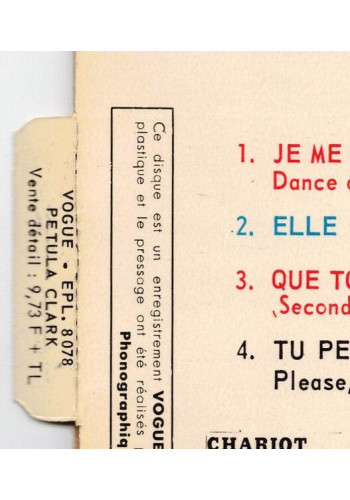 VOGUE • EPL. 8078
PETULA CLARK
Vente détail : 9,73 F + TL
Ce disque est un enregistrement VOGUE
plastique et le pressage ont été réalisés
Phonographiq
1. JE ME
Dance
2. ELLE
3. QUE TO
(Second
4. TU PE
Please,
CHARIOT